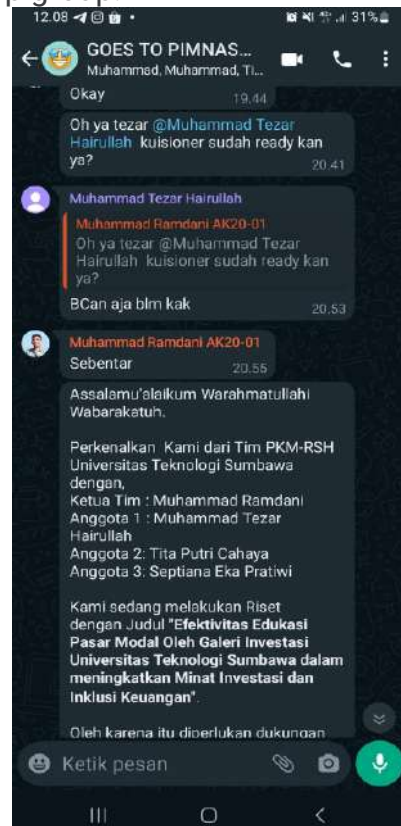 12.08
31%
GOES TO PIMNAS...
Muhammad, Muhammad, Ti...
Okay
19.44
Oh ya tezar @Muhammad Tezar
Hairullah kuisioner sudah ready kan
ya?
20.41
Muhammad Tezar Hairullah
Muhammad Ramdani AK20-01
Oh ya tezar @Muhammad Tezar
Hairullah kuisioner sudah ready kan
ya?
BCan aja blm kak
20.53
Muhammad Ramdani AK20-01
Sebentar
20.55
Assalamu'alaikum Warahmatullahi
Wabarakatuh.
Perkenalkan Kami dari Tim PKM-RSH
Universitas Teknologi Sumbawa
dengan,
Ketua Tim : Muhammad Ramdani
Anggota 1 : Muhammad Tezar
Hairullah
Anggota 2: Tita Putri Cahaya
Anggota 3: Septiana Eka Pratiwi
Kami sedang melakukan Riset
dengan Judul "Efektivitas Edukasi
Pasar Modal Oleh Galeri Investasi
Universitas Teknologi Sumbawa dalam
meningkatkan Minat Investasi dan
Inklusi Keuangan".
Oleh karena itu diperlukan dukungan
Ketik pesan